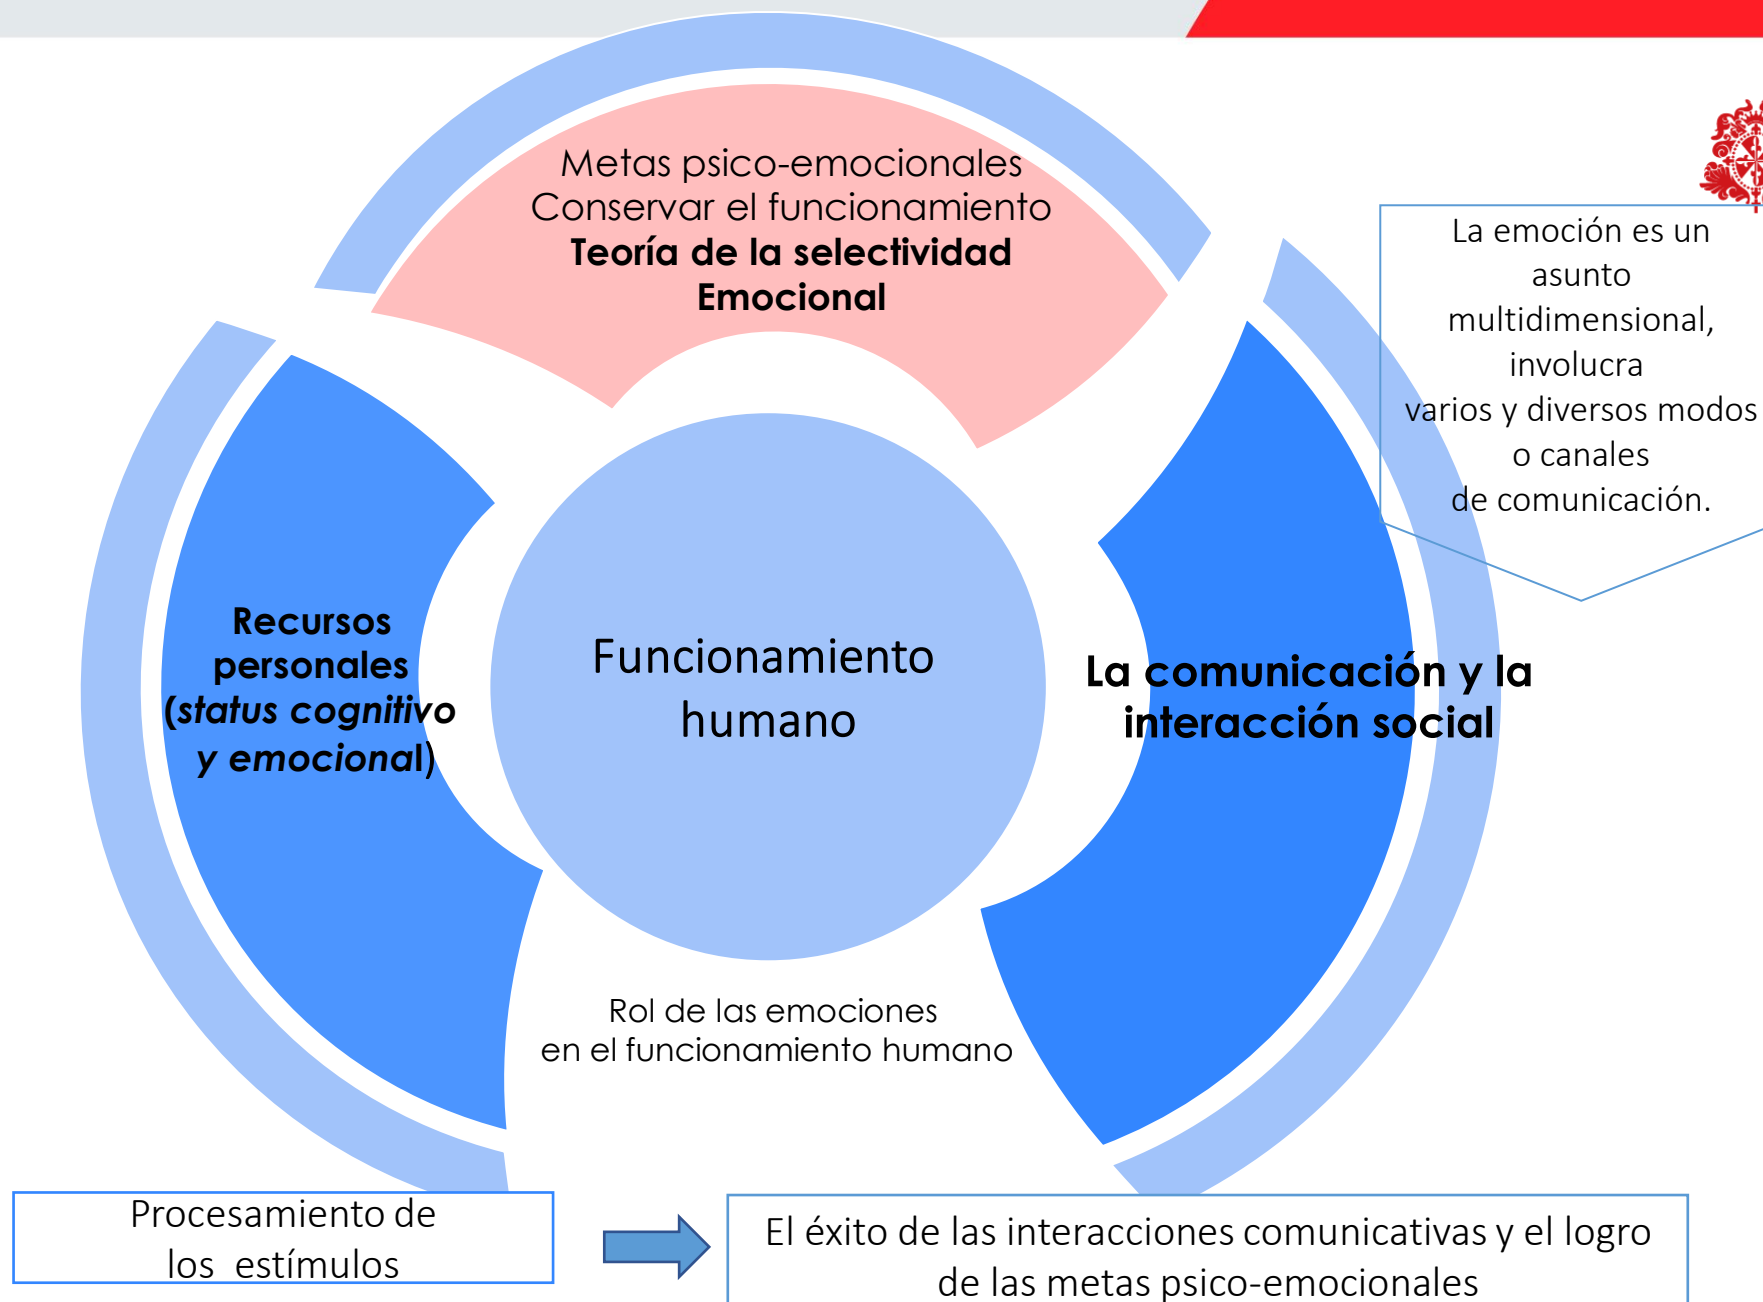 Metas psico-emocionales
Conservar el funcionamiento
Teoría de la selectividad
Emocional
La emoción es un
asunto
multidimensional,
involucra
varios y diversos modos
o canales
de comunicación.
Recursos
personales
(status cognitivo
y emocional)
Funcionamiento
humano
La comunicación y la
interacción social
Rol de las emociones
en el funcionamiento humano
Procesamiento de
los  estímulos
El éxito de las interacciones comunicativas y el logro
de las metas psico-emocionales